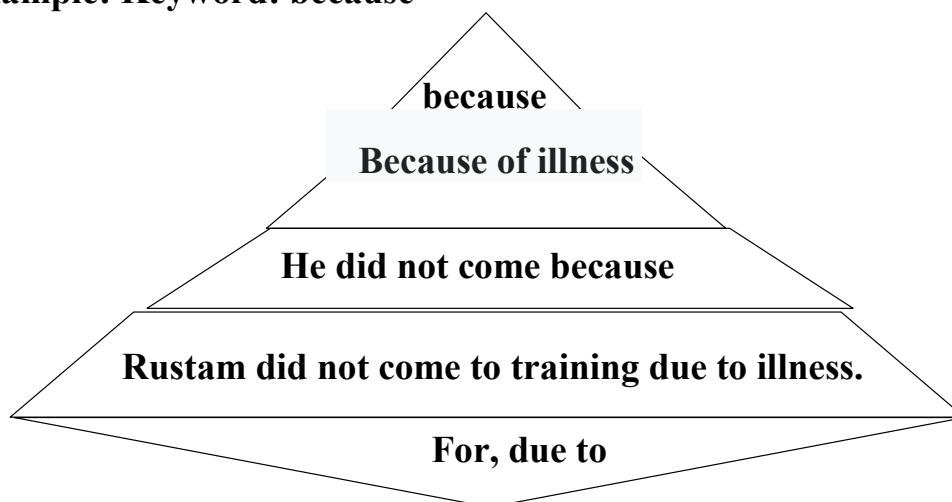 Keyword: because
because
Because of illness
He did not come because
Rustam did not come to training due to illness.
For, due to